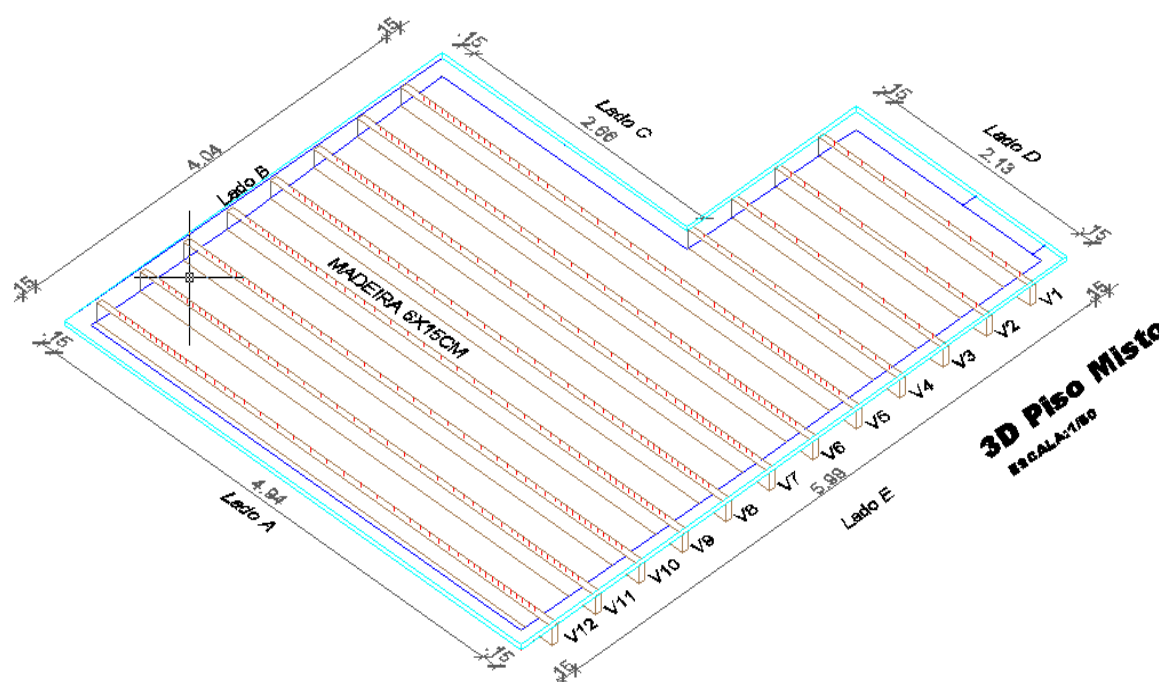 .15
.15
4.04
Lado B
Lado C
2.66
.15
Lado D
2.13
.15
.15
.15
MADEIRA 6X15CM
V1
V2
V3
V4
V5
V6
V7
V8
V9
V10
V11
V12
.15
3D Piso Misto
ESCALA:1/50
5.99
Lado E
.15
4.94
Lado A
.15
.15